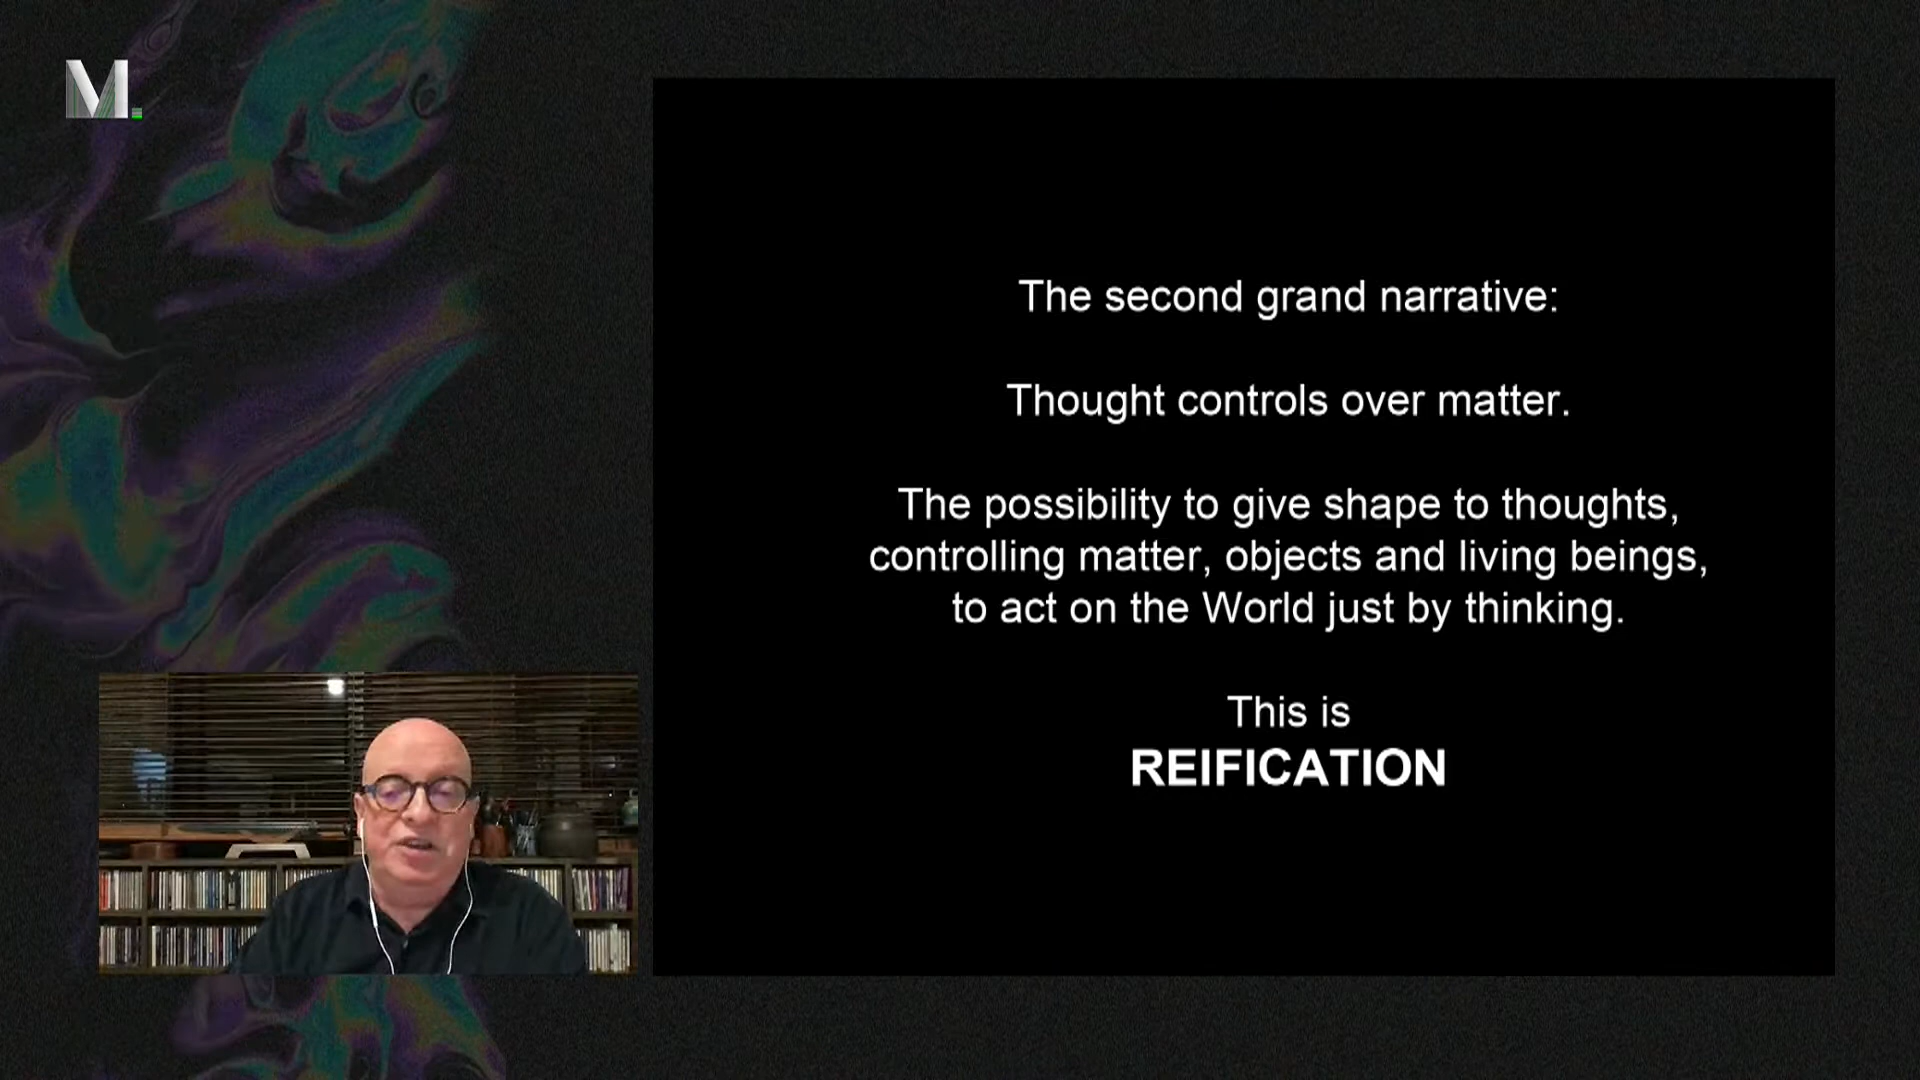 M.
The second grand narrative:
Thought controls over matter.
The possibility to give shape to thoughts,
controlling matter, objects and living beings,
to act on the World just by thinking.
This is
REIFICATION